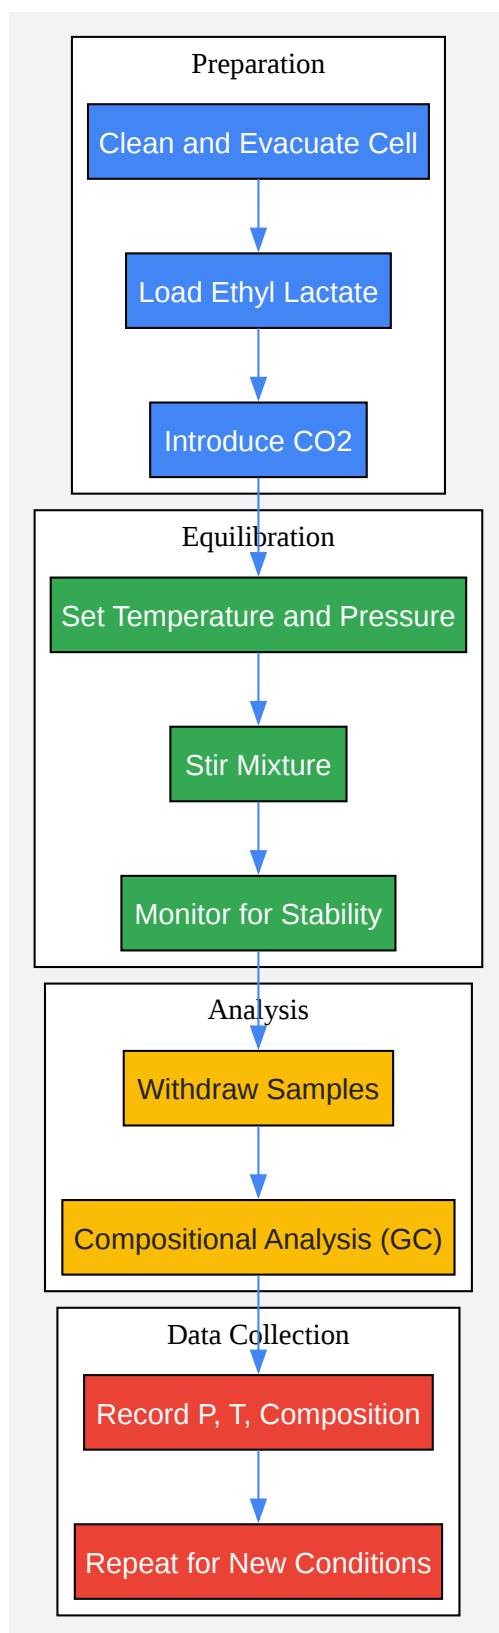 Preparation
Clean and Evacuate Cell
Load Ethyl Lactate
Introduce CO2
Equilibration
Set Temperature and Pressure
Stir Mixture
Monitor for Stability
Analysis
Withdraw Samples
Compositional Analysis (GC)
Data Collection
Record P, T, Composition
Repeat for New Conditions